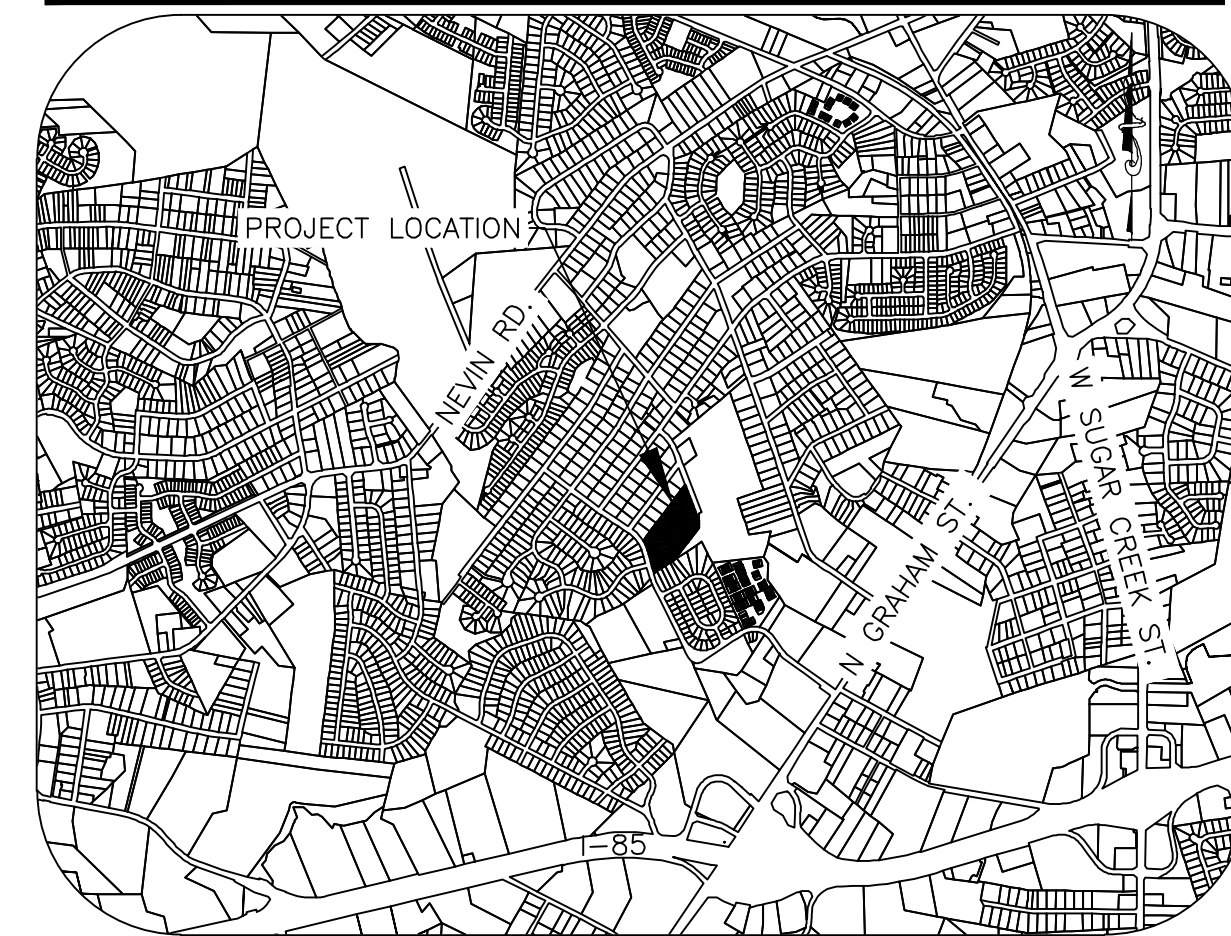 PROJECT LOCATION
NEVIN RD.
W SUGAR CREEK ST.
N GRAHAM ST.
I-85